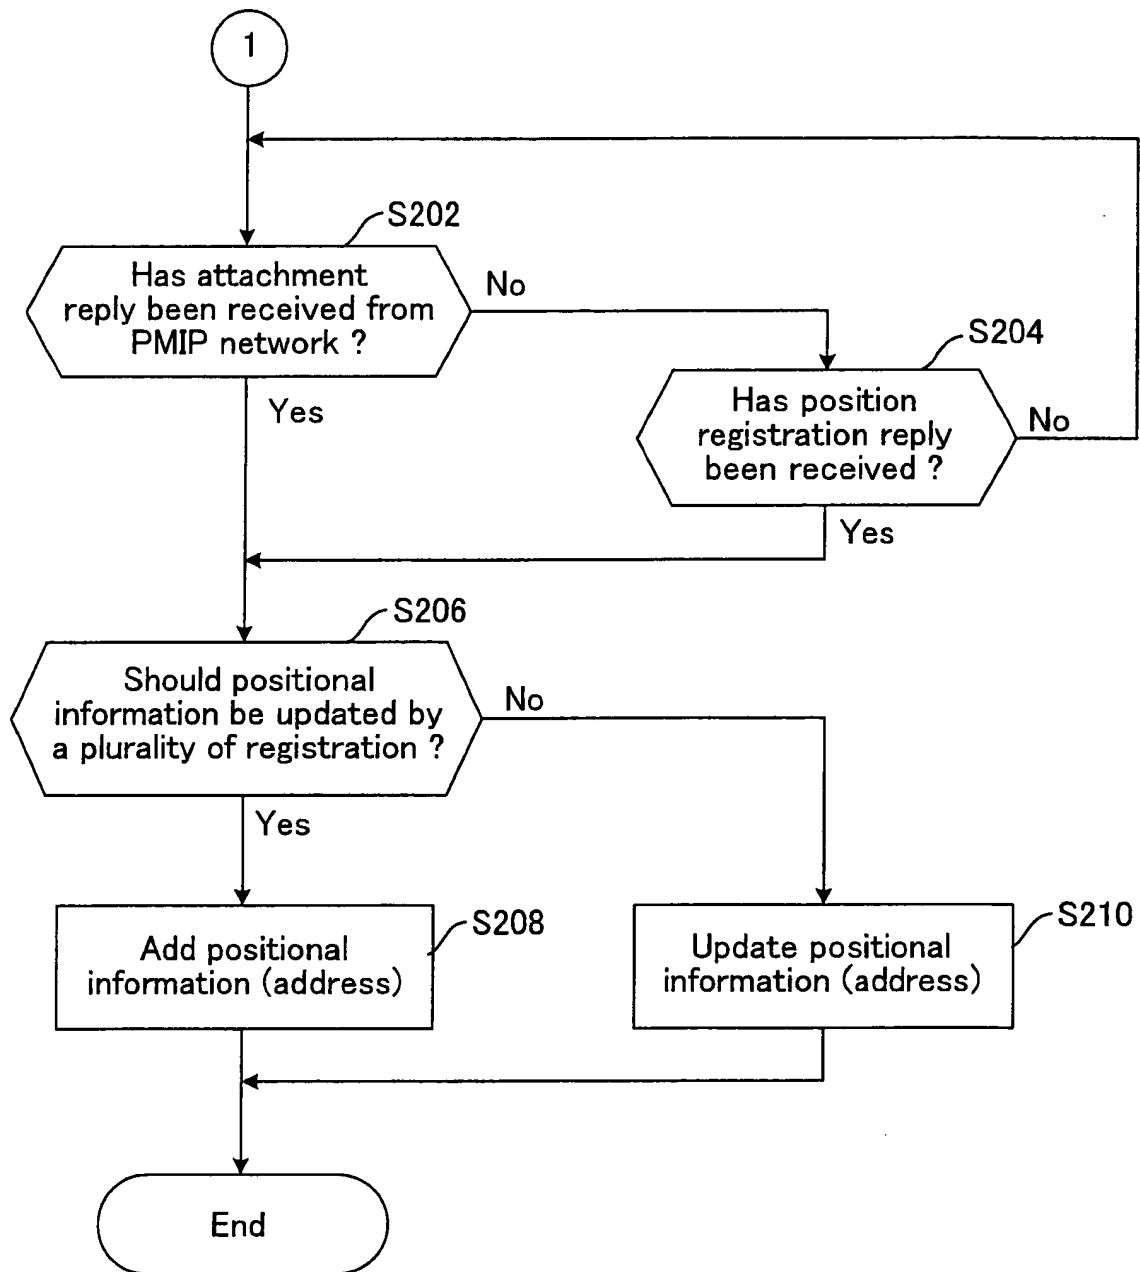 1
S202
Has attachment
reply been received from
PMIP network ?
No
S204
Has position
registration reply
been received ?
No
Yes
Yes
S206
Should positional
information be updated by
a plurality of registration ?
No
Yes
S208
Add positional
information (address)
S210
Update positional
information (address)
End